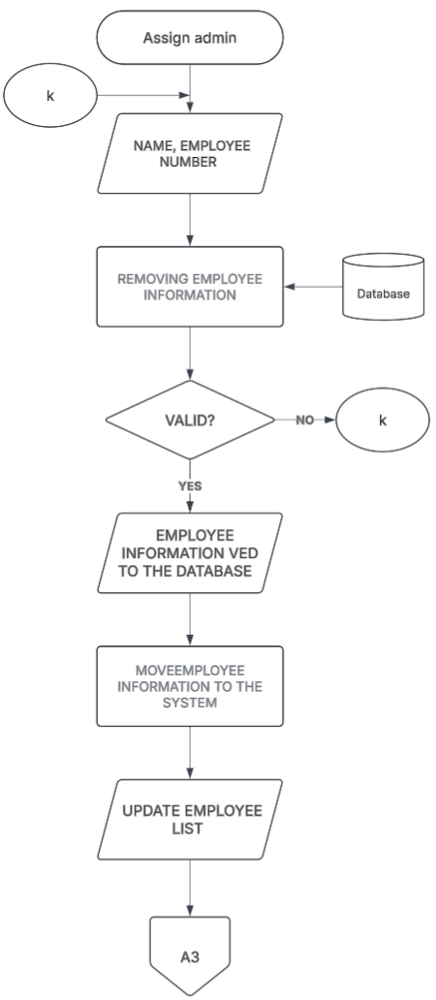 Assign admin
k
NAME, EMPLOYEE
NUMBER
REMOVING EMPLOYEE
INFORMATION
Database
VALID?
NO
k
YES
EMPLOYEE
INFORMATION VED
TO THE DATABASE
MOVEEMPLOYEE
INFORMATION TO THE
SYSTEM
UPDATE EMPLOYEE
LIST
A3